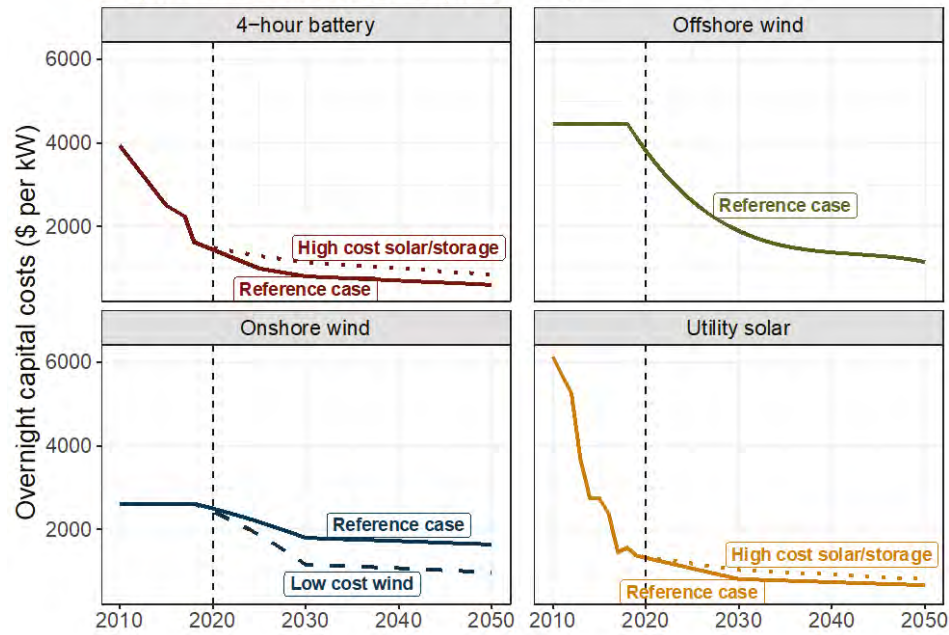 4−hour battery
Offshore wind
Overnight capital costs ($ per kW)
6000
4000
2000
High cost solar/storage
Reference case
Reference case
Onshore wind
Utility solar
6000
4000
2000
Reference case
Low cost wind
High cost solar/storage
Reference case
2010 2020 2030 2040 2050
2010 2020 2030 2040 2050